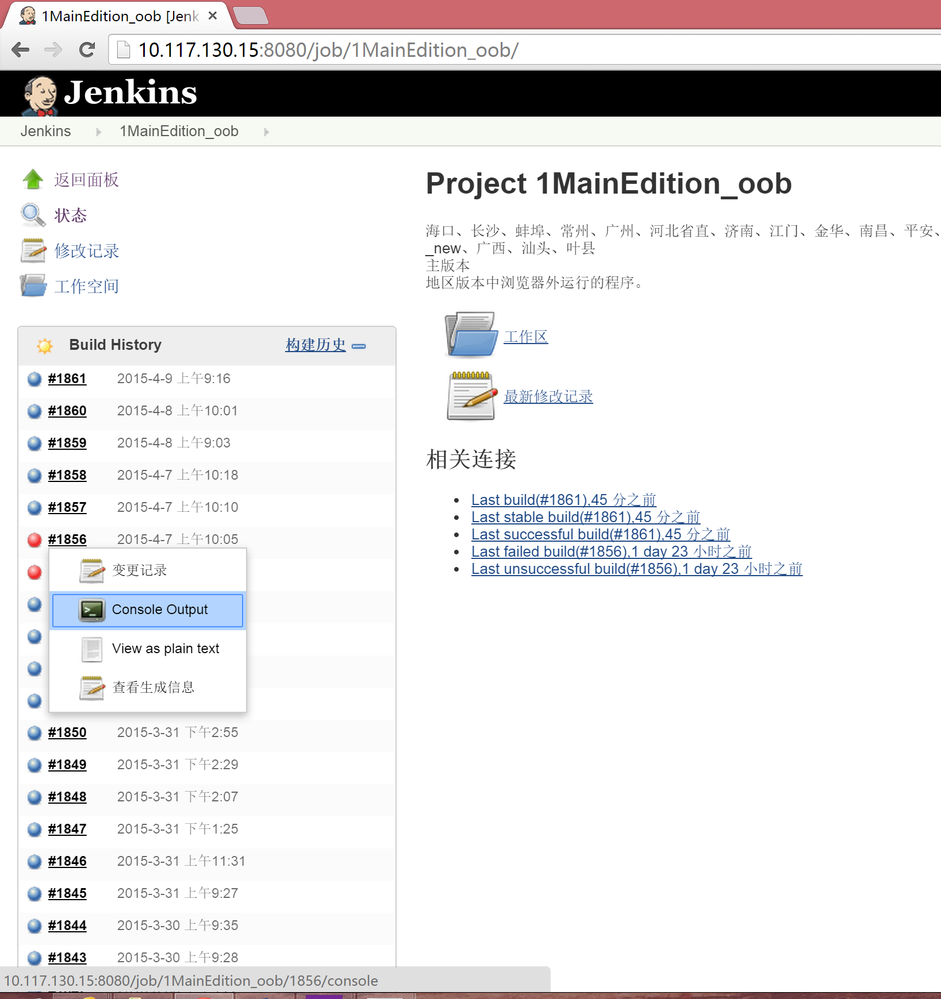 1MainEdition_oob [Jenk
10.117.130.15:8080/job/1MainEdition_oob/
Jenkins
Jenkins 1MainEdition_oob
返回面板
状态
修改记录
工作空间
Build History 构建历史
#1861 2015-4-9 上午9:16
#1860 2015-4-8 上午10:01
#1859 2015-4-8 上午9:03
#1858 2015-4-7 上午10:18
#1857 2015-4-7 上午10:10
#1856 2015-4-7 上午10:05
变更记录
Console Output
View as plain text
查看生成信息
#1850 2015-3-31 下午2:55
#1849 2015-3-31 下午2:29
#1848 2015-3-31 下午2:07
#1847 2015-3-31 下午1:25
#1846 2015-3-31 上午11:31
#1845 2015-3-31 上午9:27
#1844 2015-3-30 上午9:35
#1843 2015-3-30 上午9:28
Project 1MainEdition_oob
海口、长沙、蚌埠、常州、广州、河北省直、济南、江门、金华、南昌、平安、
_new、广西、汕头、叶县
主版本
地区版本中浏览器外运行的程序。
工作区
最新修改记录
相关连接
Last build(#1861),45 分之前
Last stable build(#1861),45 分之前
Last successful build(#1861),45 分之前
Last failed build(#1856),1 day 23 小时之前
Last unsuccessful build(#1856),1 day 23 小时之前
10.117.130.15:8080/job/1MainEdition_oob/1856/console